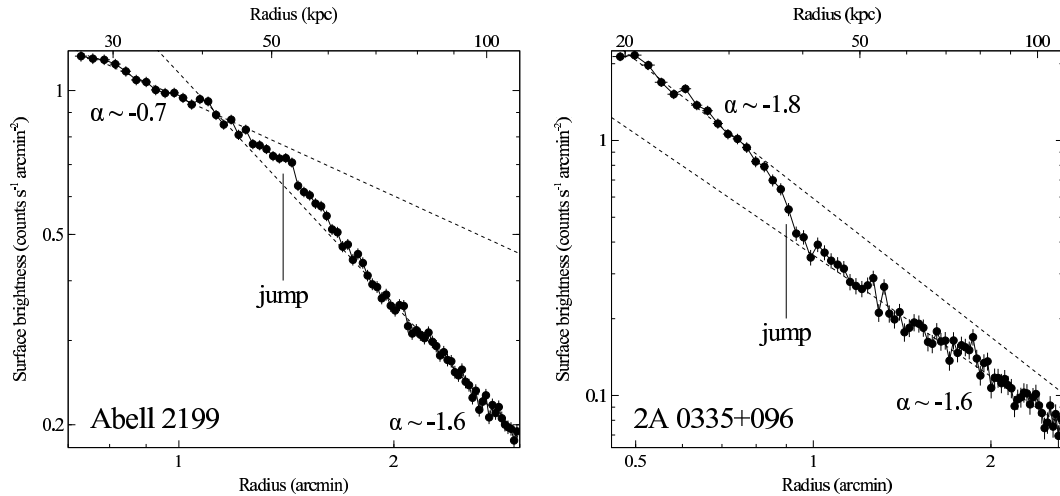 Radius (kpc)
30 50 100
Surface brightness (counts s⁻¹ arcmin⁻²)
1
0.5
0.2
α ~ -0.7
jump
α ~ -1.6
Abell 2199
1 2
Radius (arcmin)
Radius (kpc)
20 50 100
Surface brightness (counts s⁻¹ arcmin⁻²)
1
0.1
α ~ -1.8
jump
α ~ -1.6
2A 0335+096
0.5 1 2
Radius (arcmin)